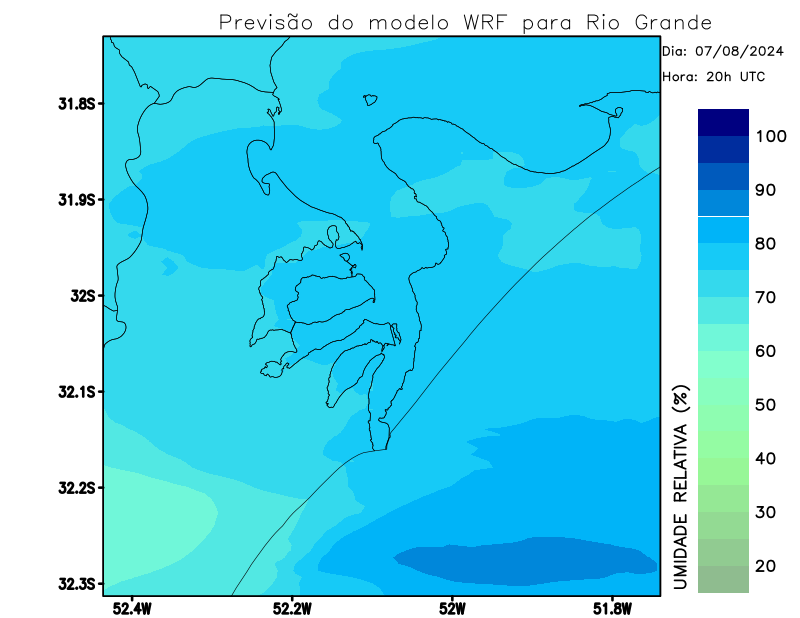 Previsão do modelo WRF para Rio Grande
Dia: 07/08/2024
Hora: 20h UTC
31.8S
31.9S
32S
32.1S
32.2S
32.3S
52.4W
52.2W
52W
51.8W
100
90
80
70
60
50
40
30
20
UMIDADE RELATIVA (%)